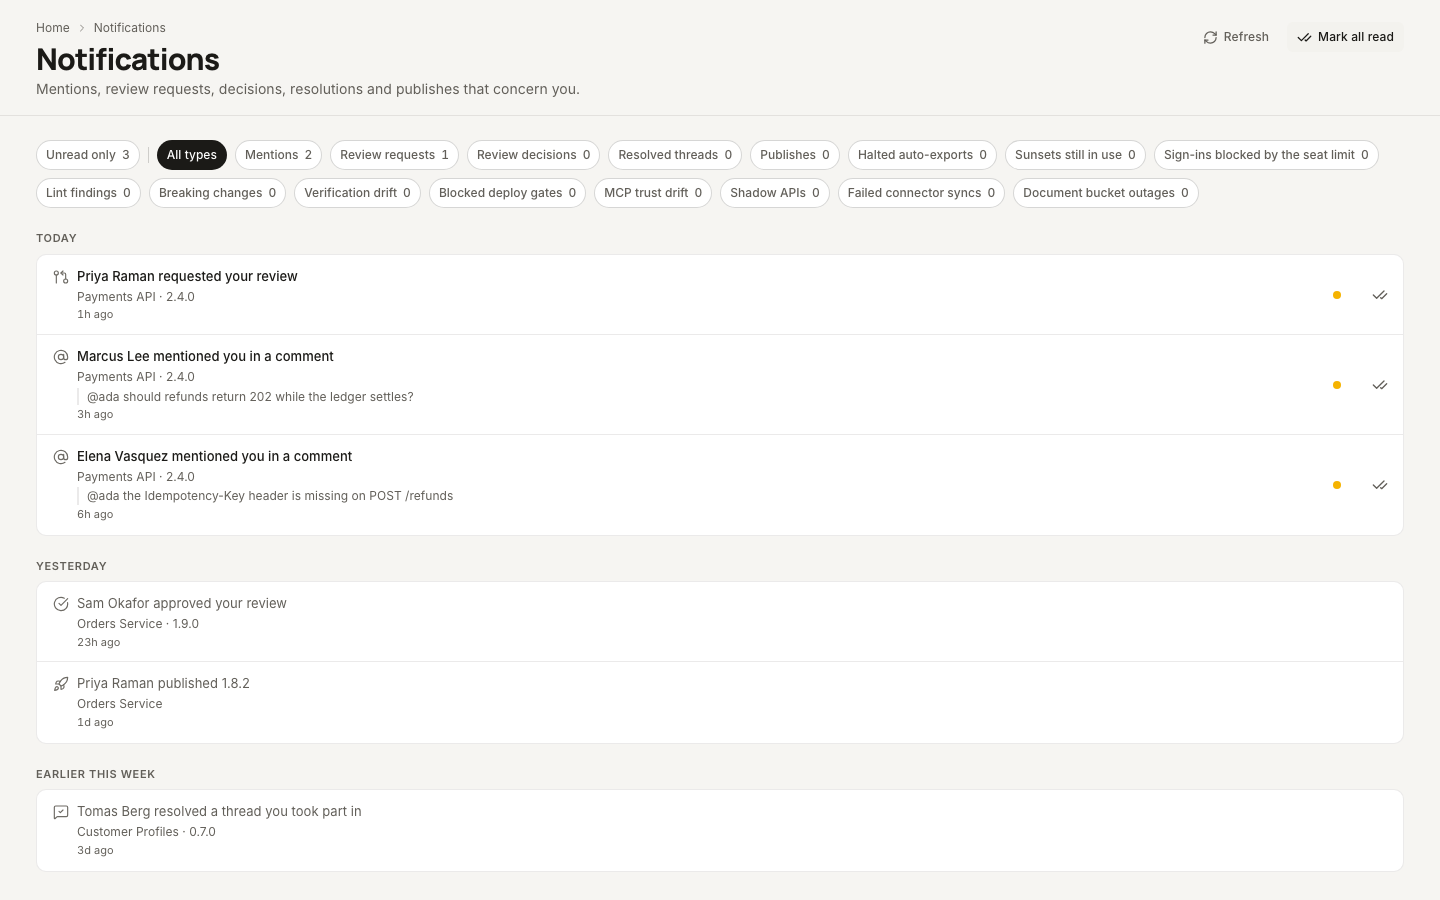 Home > Notifications
Notifications
Mentions, review requests, decisions, resolutions and publishes that concern you.
Refresh
Mark all read
Unread only 3
All types
Mentions 2
Review requests 1
Review decisions 0
Resolved threads 0
Publishes 0
Halted auto-exports 0
Sunsets still in use 0
Sign-ins blocked by the seat limit 0
Lint findings 0
Breaking changes 0
Verification drift 0
Blocked deploy gates 0
MCP trust drift 0
Shadow APIs 0
Failed connector syncs 0
Document bucket outages 0
TODAY
Priya Raman requested your review
Payments API · 2.4.0
1h ago
Marcus Lee mentioned you in a comment
Payments API · 2.4.0
@ada should refunds return 202 while the ledger settles?
3h ago
Elena Vasquez mentioned you in a comment
Payments API · 2.4.0
@ada the Idempotency-Key header is missing on POST /refunds
6h ago
YESTERDAY
Sam Okafor approved your review
Orders Service · 1.9.0
23h ago
Priya Raman published 1.8.2
Orders Service
1d ago
EARLIER THIS WEEK
Tomas Berg resolved a thread you took part in
Customer Profiles · 0.7.0
3d ago